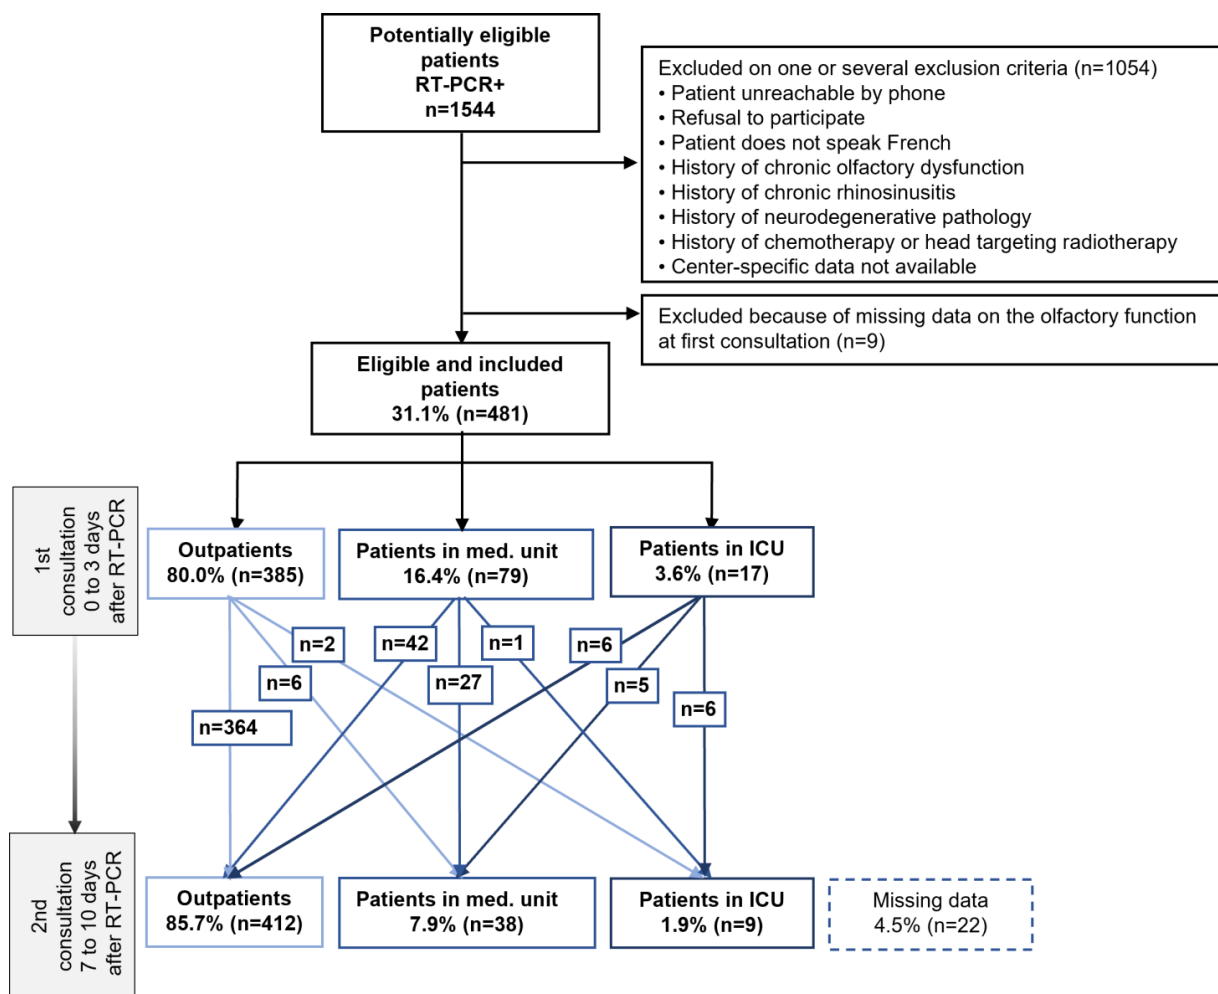 Potentially eligible
patients
RT-PCR+
n=1544
Excluded on one or several exclusion criteria (n=1054)
• Patient unreachable by phone
• Refusal to participate
• Patient does not speak French
• History of chronic olfactory dysfunction
• History of chronic rhinosinusitis
• History of neurodegenerative pathology
• History of chemotherapy or head targeting radiotherapy
• Center-specific data not available
Excluded because of missing data on the olfactory function
at first consultation (n=9)
Eligible and included
patients
31.1% (n=481)
1st
consultation
0 to 3 days
after RT-PCR
Outpatients
80.0% (n=385)
Patients in med. unit
16.4% (n=79)
Patients in ICU
3.6% (n=17)
n=2
n=42
n=1
n=6
n=6
n=27
n=5
n=6
n=364
2nd
consultation
7 to 10 days
after RT-PCR
Outpatients
85.7% (n=412)
Patients in med. unit
7.9% (n=38)
Patients in ICU
1.9% (n=9)
Missing data
4.5% (n=22)